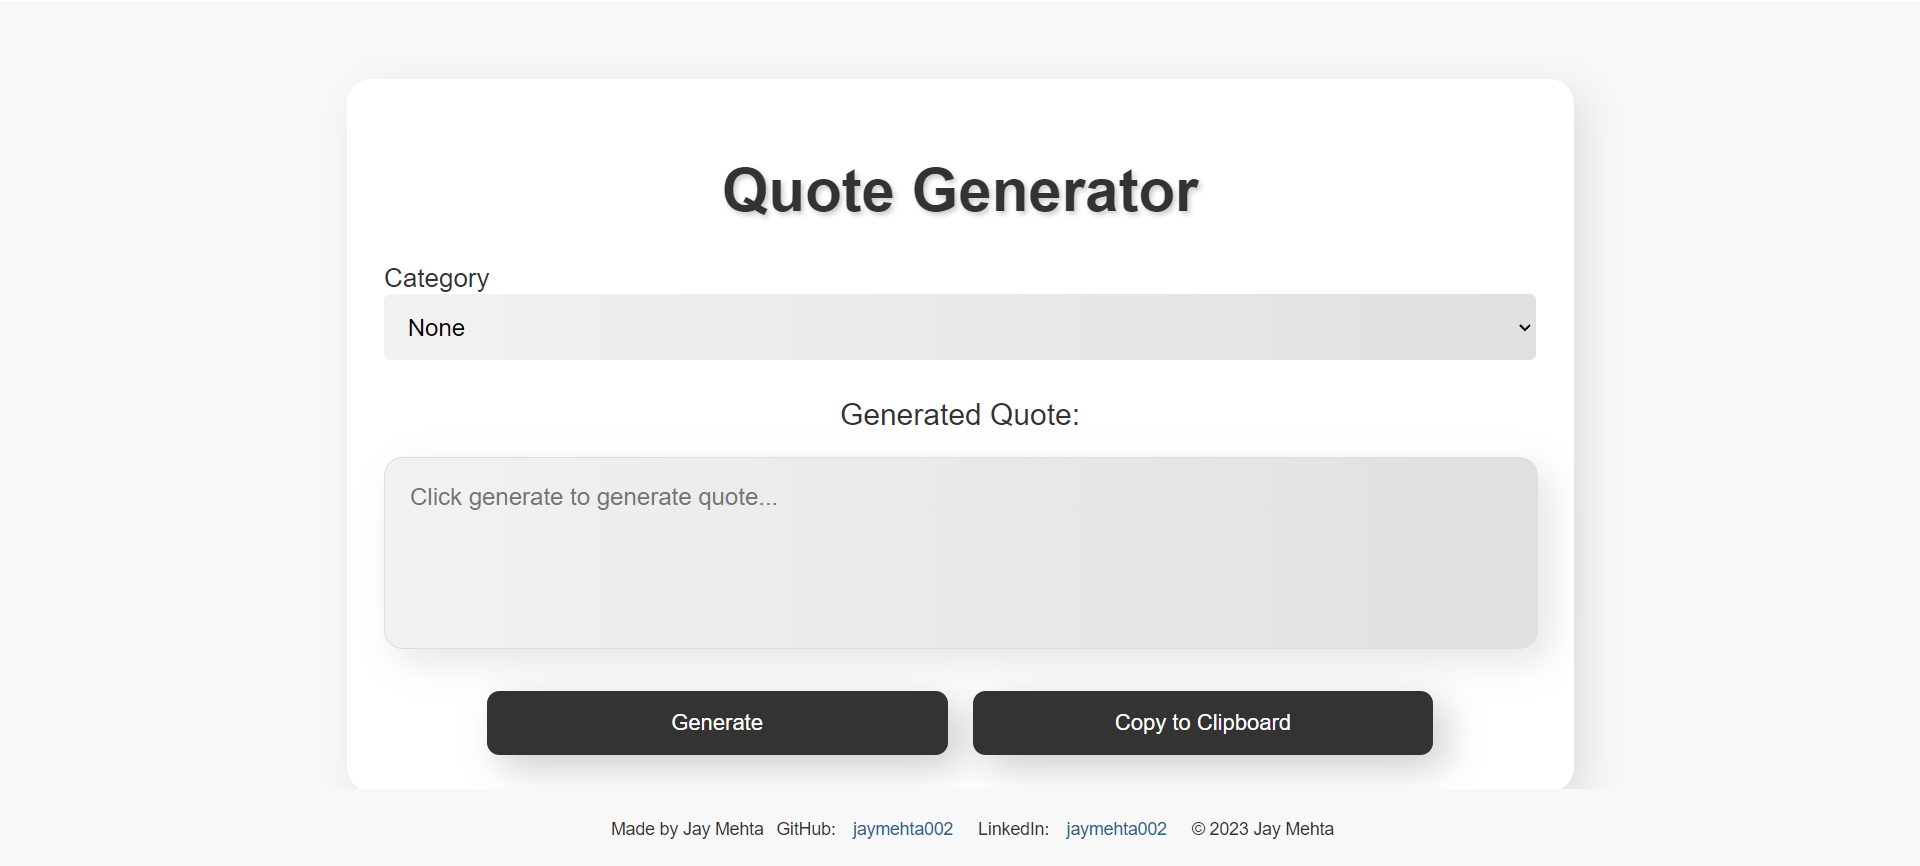 Quote Generator
Category
None
Generated Quote:
Click generate to generate quote...
Generate
Copy to Clipboard
Made by Jay Mehta GitHub: jaymehta002 LinkedIn: jaymehta002 © 2023 Jay Mehta